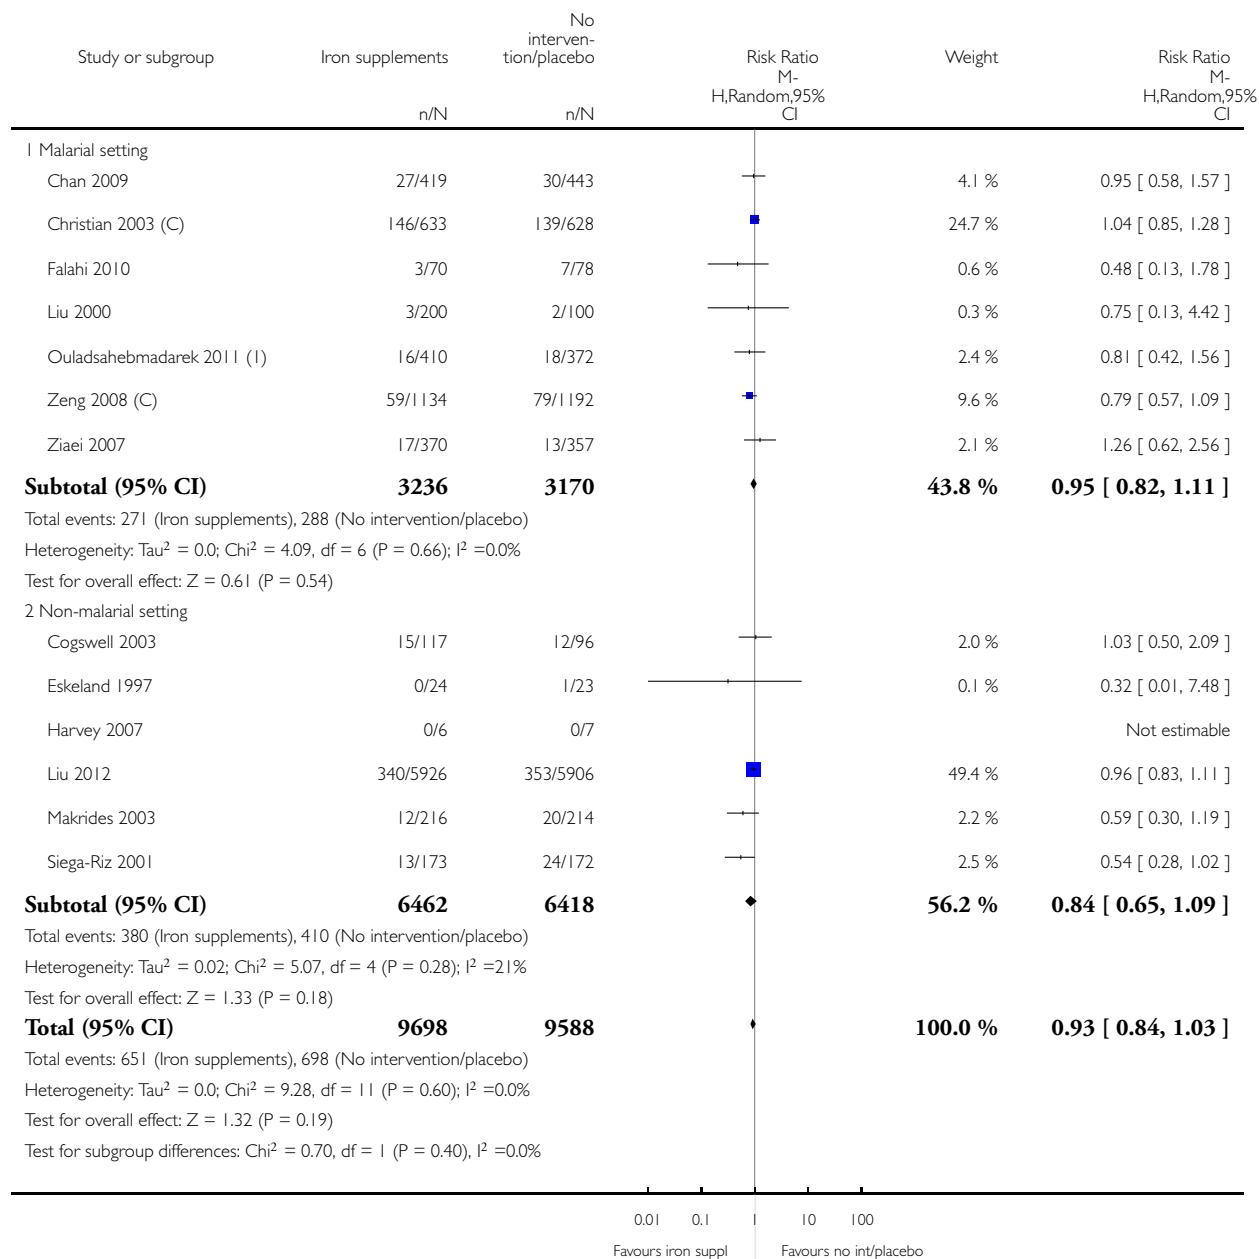 Study or subgroup Iron supplements No interven-tion/placebo Risk Ratio Weight Risk Ratio
n/N n/N M-H,Random,95% CI M-H,Random,95% CI
1 Malarial setting
Chan 2009 27/419 30/443 4.1 % 0.95 [ 0.58, 1.57 ]
Christian 2003 (C) 146/633 139/628 24.7 % 1.04 [ 0.85, 1.28 ]
Falahi 2010 3/70 7/78 0.6 % 0.48 [ 0.13, 1.78 ]
Liu 2000 3/200 2/100 0.3 % 0.75 [ 0.13, 4.42 ]
Ouladsahebmadarek 2011 (1) 16/410 18/372 2.4 % 0.81 [ 0.42, 1.56 ]
Zeng 2008 (C) 59/1134 79/1192 9.6 % 0.79 [ 0.57, 1.09 ]
Ziaei 2007 17/370 13/357 2.1 % 1.26 [ 0.62, 2.56 ]
Subtotal (95% CI) 3236 3170 43.8 % 0.95 [ 0.82, 1.11 ]
Total events: 271 (Iron supplements), 288 (No intervention/placebo)
Heterogeneity: Tau² = 0.0; Chi² = 4.09, df = 6 (P = 0.66); I² =0.0%
Test for overall effect: Z = 0.61 (P = 0.54)
2 Non-malarial setting
Cogswell 2003 15/117 12/96 2.0 % 1.03 [ 0.50, 2.09 ]
Eskeland 1997 0/24 1/23 0.1 % 0.32 [ 0.01, 7.48 ]
Harvey 2007 0/6 0/7 Not estimable
Liu 2012 340/5926 353/5906 49.4 % 0.96 [ 0.83, 1.11 ]
Makrides 2003 12/216 20/214 2.2 % 0.59 [ 0.30, 1.19 ]
Siega-Riz 2001 13/173 24/172 2.5 % 0.54 [ 0.28, 1.02 ]
Subtotal (95% CI) 6462 6418 56.2 % 0.84 [ 0.65, 1.09 ]
Total events: 380 (Iron supplements), 410 (No intervention/placebo)
Heterogeneity: Tau² = 0.02; Chi² = 5.07, df = 4 (P = 0.28); I² =21%
Test for overall effect: Z = 1.33 (P = 0.18)
Total (95% CI) 9698 9588 100.0 % 0.93 [ 0.84, 1.03 ]
Total events: 651 (Iron supplements), 698 (No intervention/placebo)
Heterogeneity: Tau² = 0.0; Chi² = 9.28, df = 11 (P = 0.60); I² =0.0%
Test for overall effect: Z = 1.32 (P = 0.19)
Test for subgroup differences: Chi² = 0.70, df = 1 (P = 0.40), I² =0.0%
0.01 0.1 1 10 100
Favours iron suppl Favours no int/placebo